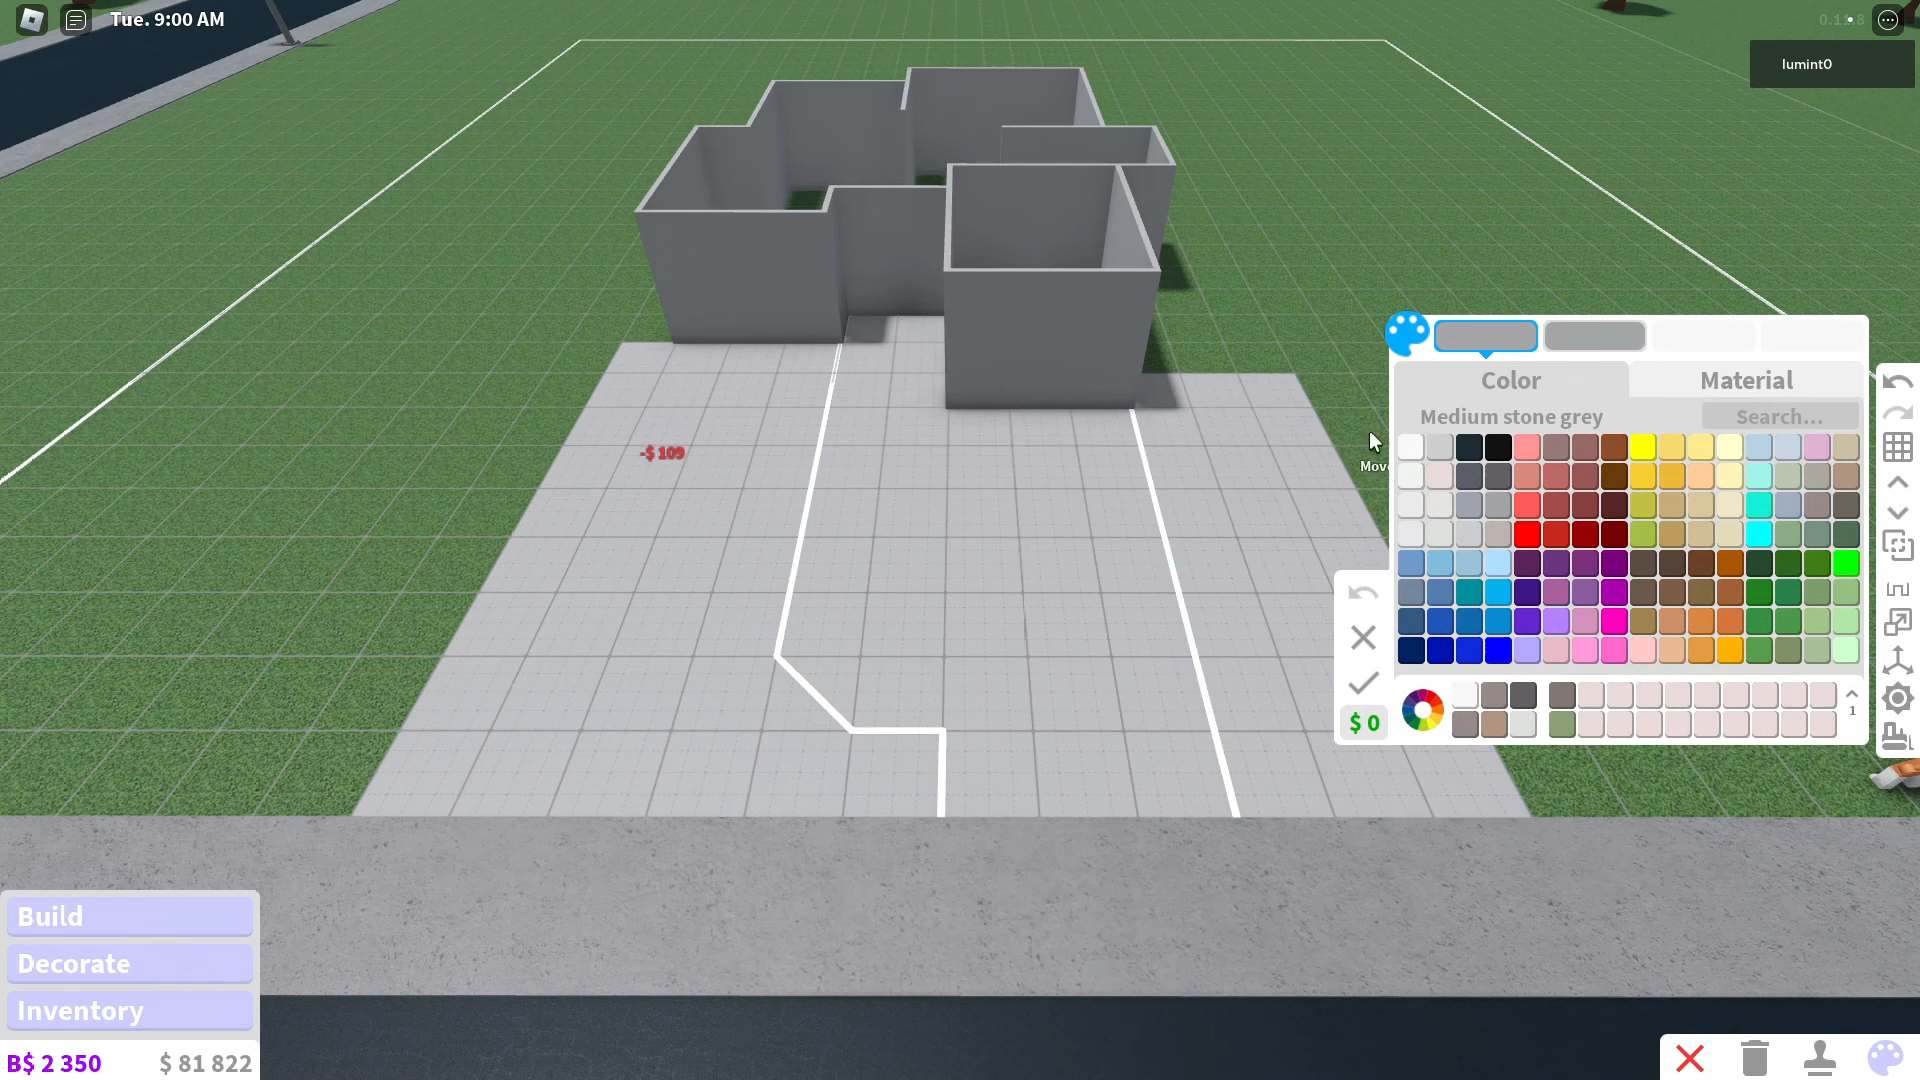 Tue. 9:00 AM
lumint0
-$ 109
Move
Color
Material
Medium stone grey
Search...
$ 0
1
Build
Decorate
Inventory
B$ 2 350
$ 81 822